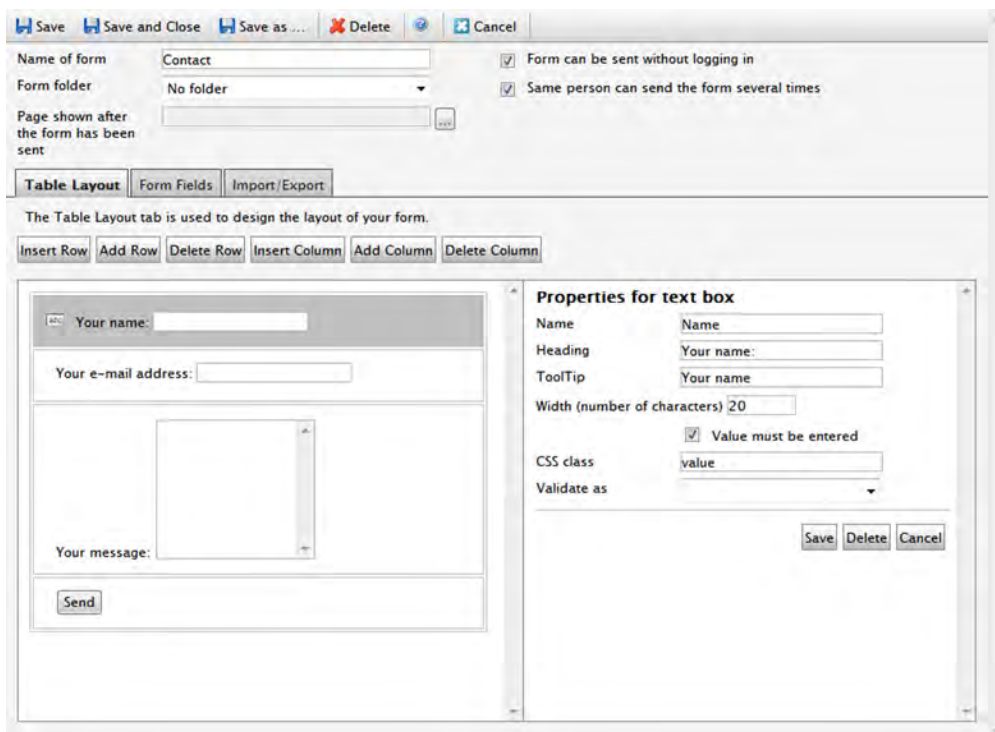 Save Save and Close Save as ... Delete Cancel
Name of form Contact Form can be sent without logging in
Form folder No folder Same person can send the form several times
Page shown after
the form has been ...
sent
Table Layout Form Fields Import/Export
The Table Layout tab is used to design the layout of your form.
Insert Row Add Row Delete Row Insert Column Add Column Delete Column
Properties for text box
abc Your name: Name Name
Heading Your name:
Your e-mail address: ToolTip Your name
Width (number of characters) 20
Value must be entered
CSS class value
Validate as
Your message: Save Delete Cancel
Send